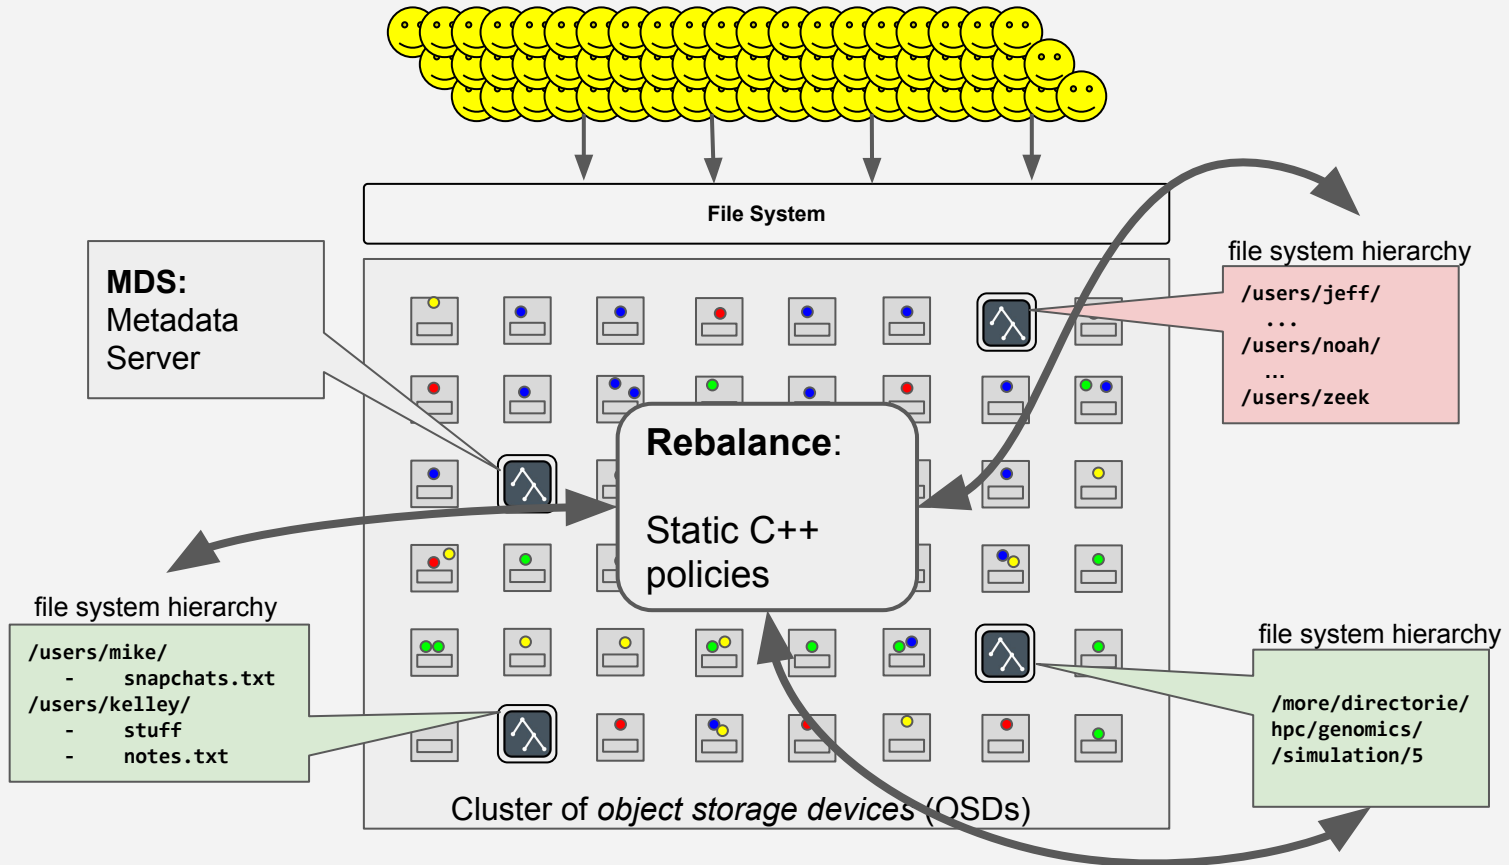 File System
MDS:
Metadata
Server
file system hierarchy
/users/jeff/
...
/users/noah/
…
/users/zeek
Rebalance:
Static C++
policies
file system hierarchy
/users/mike/
- snapchats.txt
/users/kelley/
- stuff
- notes.txt
file system hierarchy
/more/directorie/
hpc/genomics/
/simulation/5
Cluster of object storage devices (OSDs)